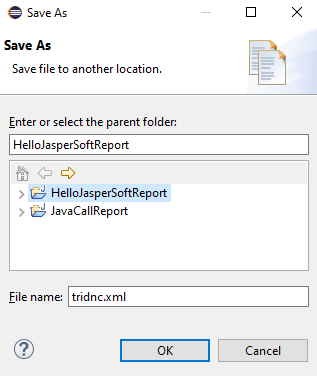 Save As
Save As
Save file to another location.
Enter or select the parent folder:
HelloJasperSoftReport
HelloJasperSoftReport
JavaCallReport
File name: tridnc.xml
OK Cancel